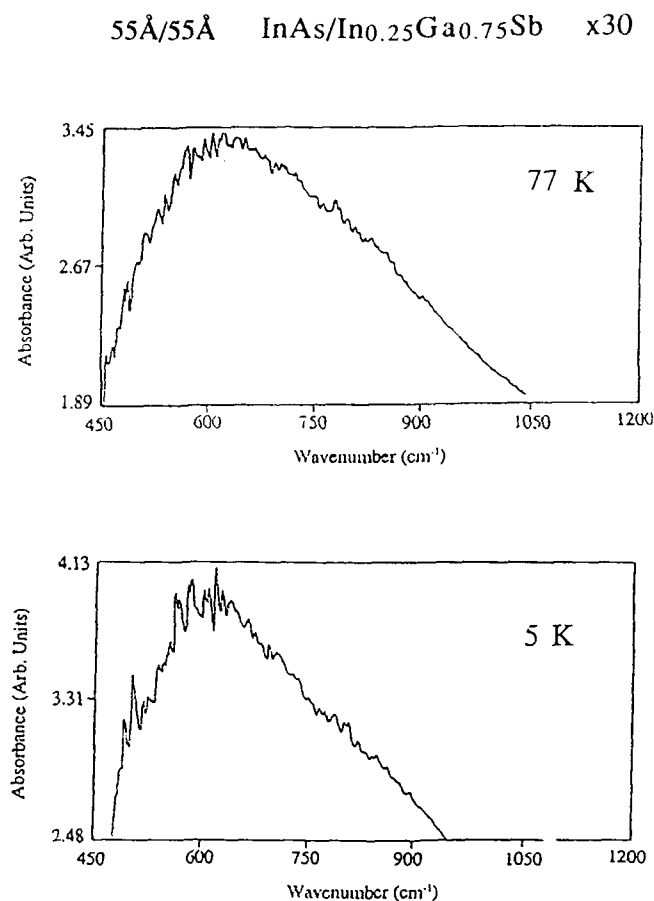 55Å/55Å InAs/In0.25Ga0.75Sb x30
3.45
77 K
Absorbance (Arb. Units)
2.67
1.89
450 600 750 900 1050 1200
Wavenumber (cm-1)
4.13
5 K
Absorbance (Arb. Units)
3.31
2.48
450 600 750 900 1050 1200
Wavenumber (cm-1)